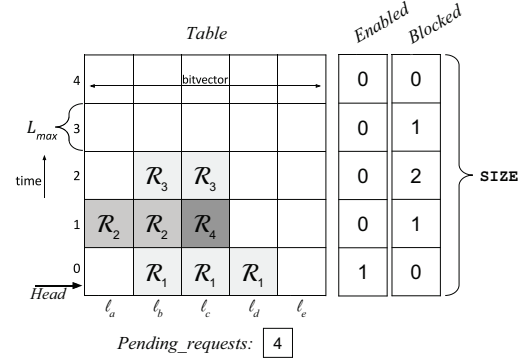 Table Enabled Blocked
4 bitvector 0 0
L_max 3 0 1
time 2 R_3 R_3 0 2 SIZE
1 R_2 R_2 R_4 0 1
0 R_1 R_1 R_1 1 0
Head
ℓ_a ℓ_b ℓ_c ℓ_d ℓ_e
Pending_requests: 4